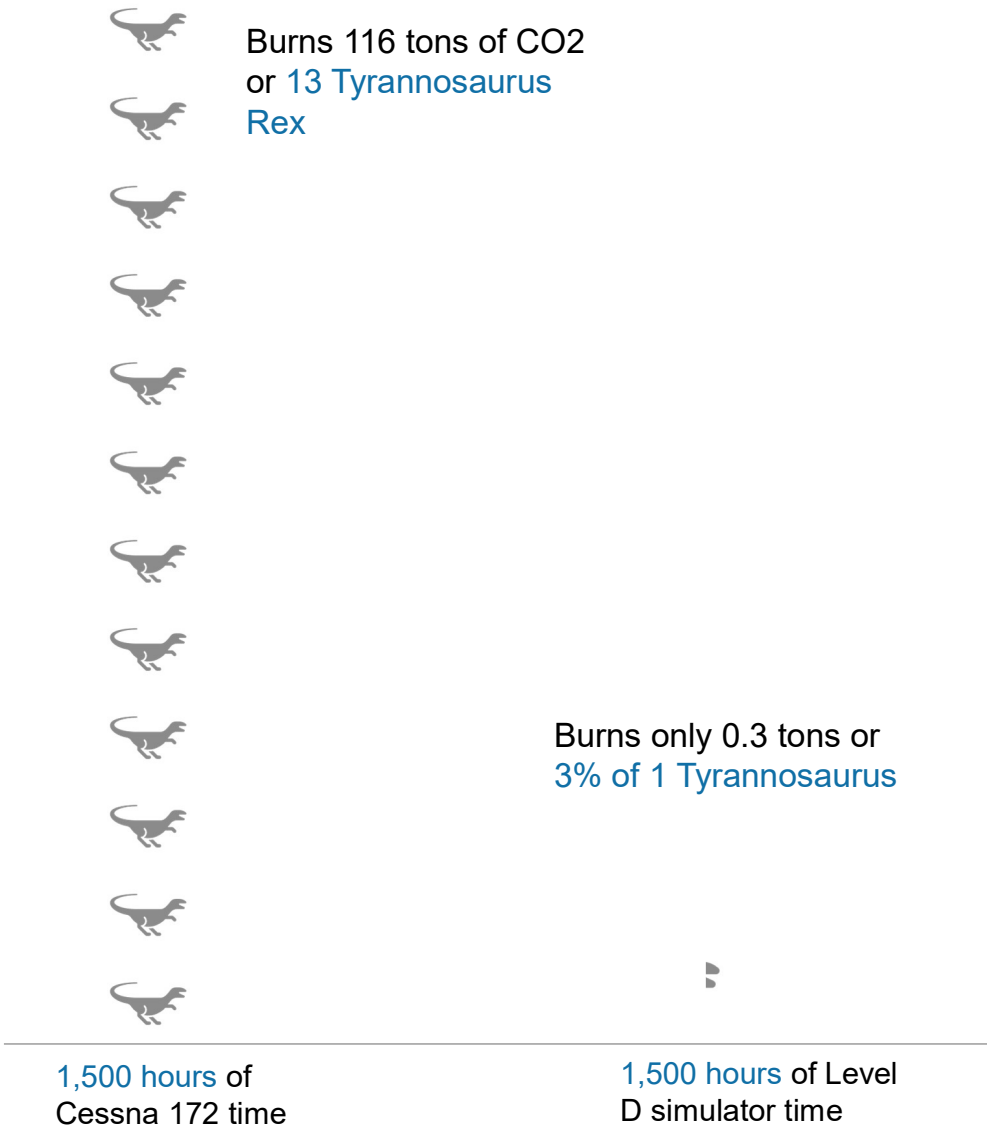 Burns 116 tons of CO2
or 13 Tyrannosaurus
Rex
Burns only 0.3 tons or
3% of 1 Tyrannosaurus
1,500 hours of
Cessna 172 time
1,500 hours of Level
D simulator time